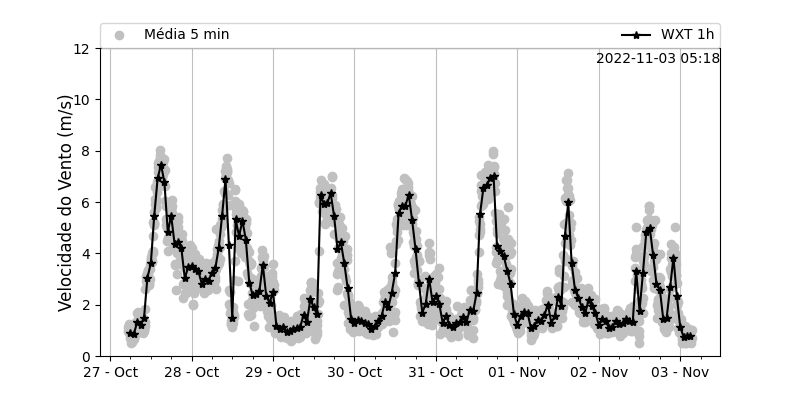 Média 5 min WXT 1h
2022-11-03 05:18
Velocidade do Vento (m/s)
12
10
8
6
4
2
0
27 - Oct 28 - Oct 29 - Oct 30 - Oct 31 - Oct 01 - Nov 02 - Nov 03 - Nov